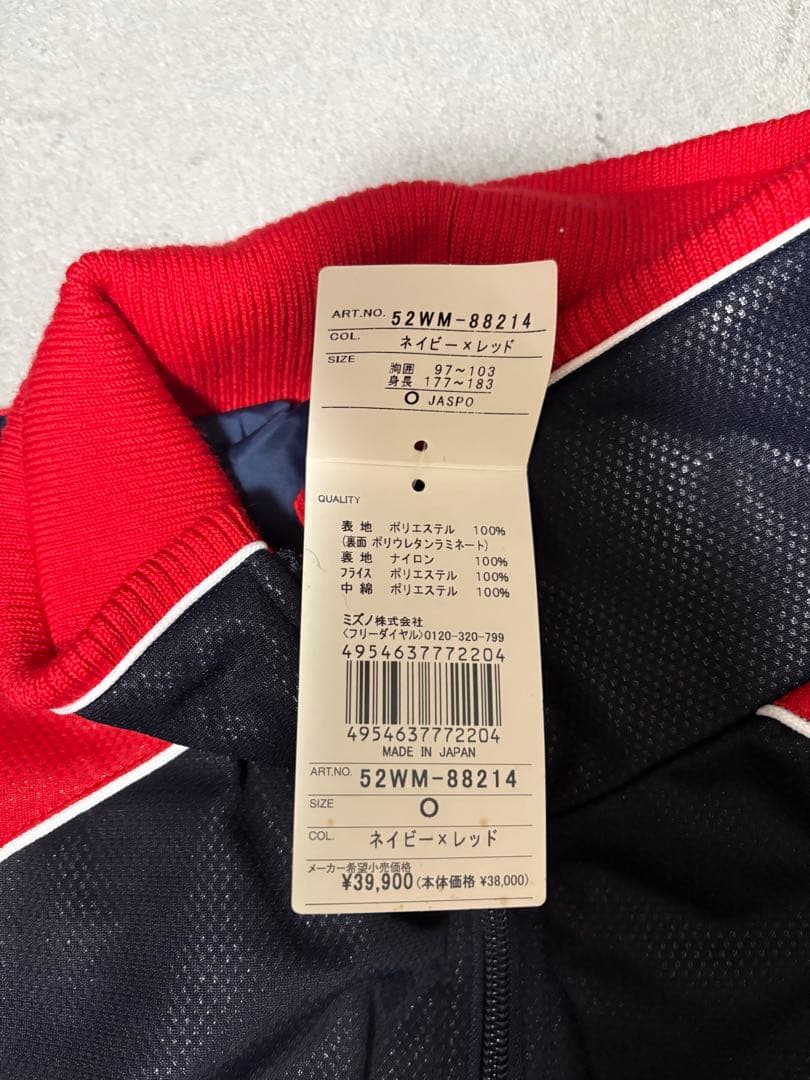 ART.NO. 52WM-88214
COL. ネイビー×レッド
SIZE 胸囲 97～103
身長 177～183
O JASPO
QUALITY
表地 ポリエステル 100%
(裏面 ポリウレタンラミネート)
裏地 ナイロン 100%
フライス ポリエステル 100%
中綿 ポリエステル 100%
ミズノ株式会社
〈フリーダイヤル〉0120-320-799
4954637772204
4954637772204
MADE IN JAPAN
ART.NO. 52WM-88214
SIZE O
COL. ネイビー×レッド
メーカー希望小売価格
¥39,900(本体価格 ¥38,000)